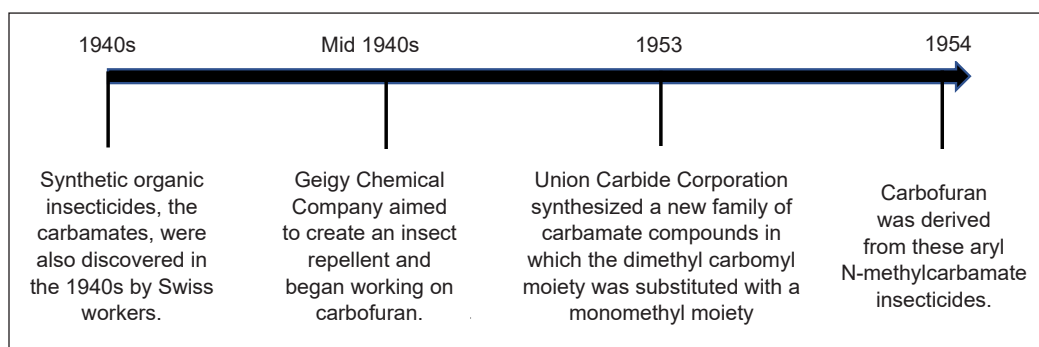 1940s
Mid 1940s
1953
1954
Synthetic organic
insecticides, the
carbamates, were
also discovered in
the 1940s by Swiss
workers.
Geigy Chemical
Company aimed
to create an insect
repellent and
began working on
carbofuran.
Union Carbide Corporation
synthesized a new family of
carbamate compounds in
which the dimethyl carbomyl
moiety was substituted with a
monomethyl moiety
Carbofuran
was derived
from these aryl
N-methylcarbamate
insecticides.